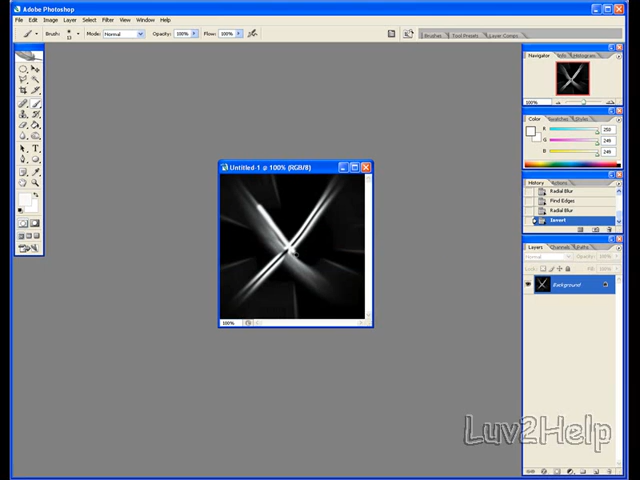 Adobe Photoshop
File Edit Image Layer Select Filter View Window Help
Brush: 13 Mode: Normal Opacity: 100% Flow: 100% Brushes Tool Presets Layer Comps
Untitled-1 @ 100% (RGB/8)
100%
Navigator Info Histogram
100%
Color Swatches Styles
R 250
G 249
B 249
History Actions
Radial Blur
Find Edges
Radial Blur
Invert
Layers Channels Paths
Normal Opacity: 100%
Lock: Fill: 100%
Background
Luv2Help